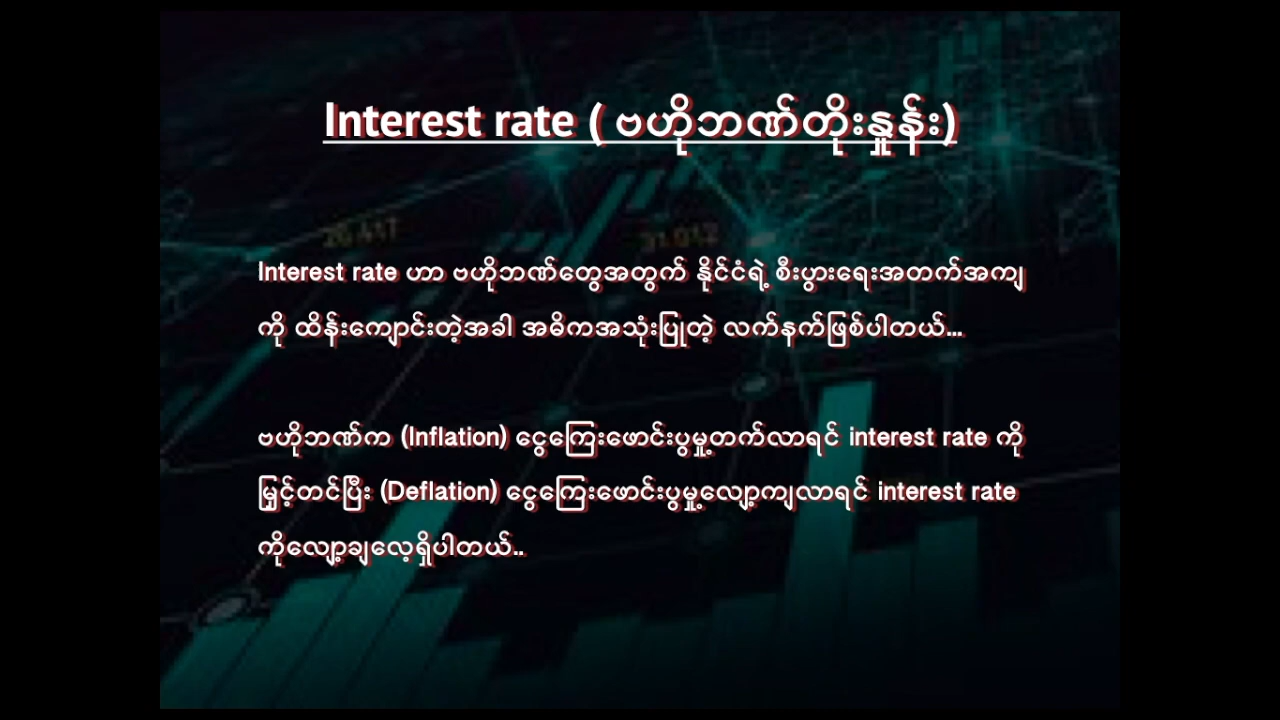 Interest rate ( ဗဟိုဘဏ်တိုးနှုန်း)
26.417
31.012
Interest rate ဟာ ဗဟိုဘဏ်တွေအတွက် နိုင်ငံရဲ့ စီးပွားရေးအတက်အကျ
ကို ထိန်းကျောင်းတဲ့အခါ အဓိကအသုံးပြုတဲ့ လက်နက်ဖြစ်ပါတယ်...
ဗဟိုဘဏ်က (Inflation) ငွေကြေးဖောင်းပွမှု့တက်လာရင် interest rate ကို
မြှင့်တင်ပြီး (Deflation) ငွေကြေးဖောင်းပွမှု့လျော့ကျလာရင် interest rate
ကိုလျော့ချလေ့ရှိပါတယ်..